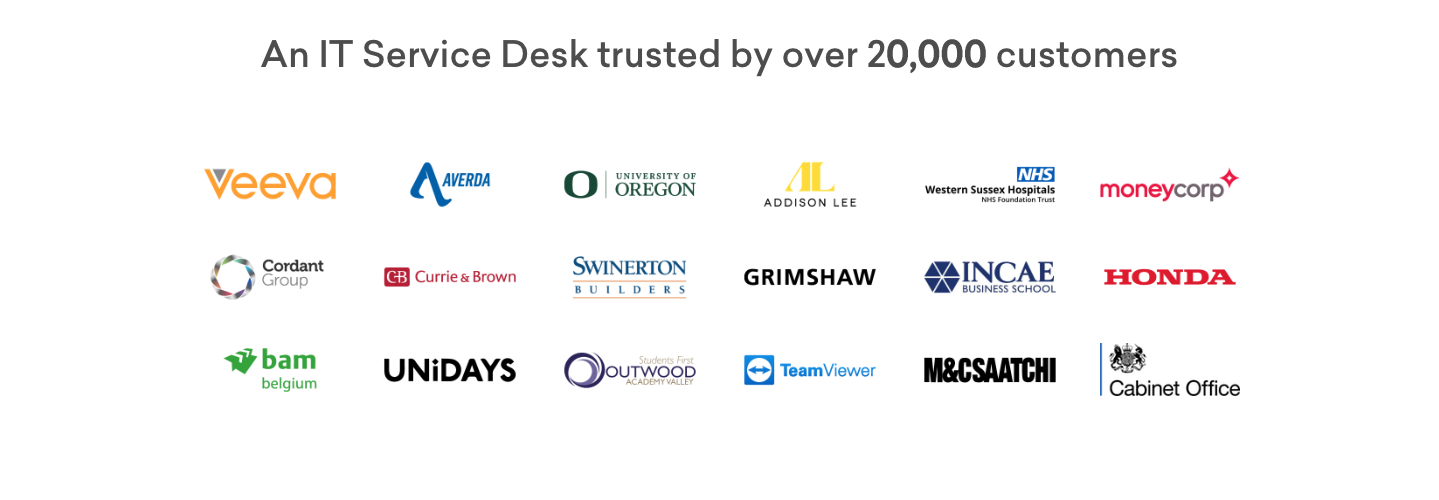 An IT Service Desk trusted by over 20,000 customers
veeva
AVERDA
O
UNIVERSITY OF
OREGON
AL
ADDISON LEE
NHS
Western Sussex Hospitals
NHS Foundation Trust
moneycorp
Cordant
Group
CB Currie & Brown
SWINERTON
BUILDERS
GRIMSHAW
INCAE
BUSINESS SCHOOL
HONDA
bam
belgium
UNiDAYS
Students First
OUTWOOD
ACADEMY VALLEY
TeamViewer
M&CSAATCHI
Cabinet Office